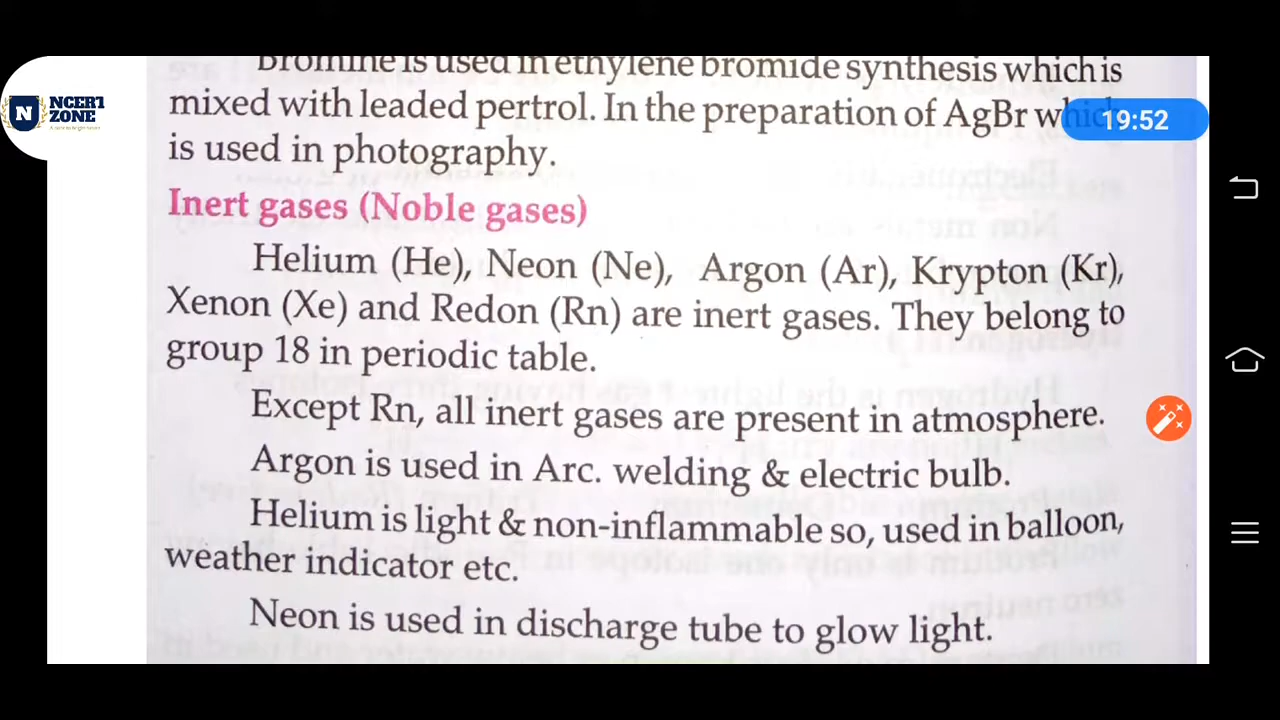 Bromine is used in ethylene bromide synthesis which is
mixed with leaded pertrol. In the preparation of AgBr which
is used in photography.
Inert gases (Noble gases)
Helium (He), Neon (Ne), Argon (Ar), Krypton (Kr),
Xenon (Xe) and Redon (Rn) are inert gases. They belong to
group 18 in periodic table.
Except Rn, all inert gases are present in atmosphere.
Argon is used in Arc. welding & electric bulb.
Helium is light & non-inflammable so, used in balloon,
weather indicator etc.
Neon is used in discharge tube to glow light.
N NCERT
ZONE
19:52